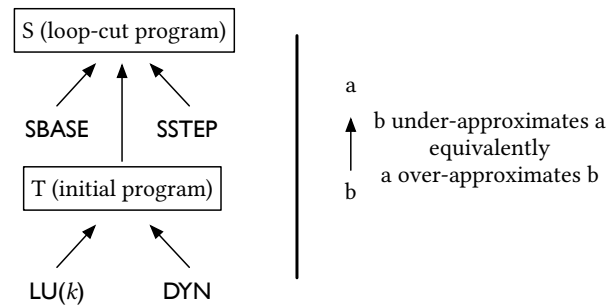 S (loop-cut program)
SBASE
SSTEP
T (initial program)
LU(k)
DYN
a
b under-approximates a
equivalently
a over-approximates b
b